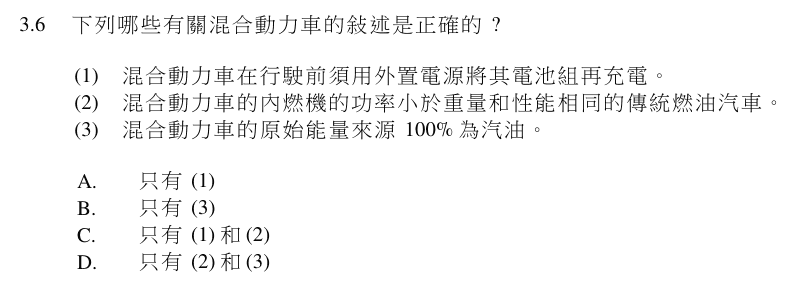 3.6 下列哪些有關混合動力車的敍述是正確的？
(1) 混合動力車在行駛前須用外置電源將其電池組再充電。
(2) 混合動力車的內燃機的功率小於重量和性能相同的傳統燃油汽車。
(3) 混合動力車的原始能量來源 100% 為汽油。
A. 只有 (1)
B. 只有 (3)
C. 只有 (1) 和 (2)
D. 只有 (2) 和 (3)